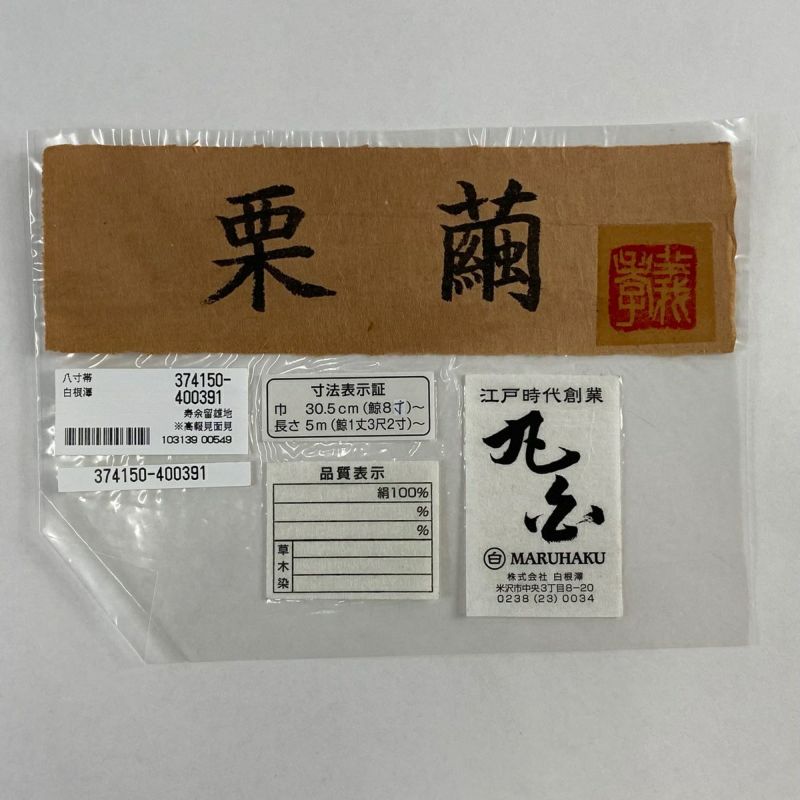 栗繭
八寸帯
白根澤
374150-
400391
寿余留雄地
※高報見面見
103139 00549
374150-400391
寸法表示証
巾 30.5cm(鯨8寸)~
長さ 5m(鯨1丈3尺2寸)~
品質表示
絹100%
%
%
草木染
江戸時代創業
丸白
白 MARUHAKU
株式会社 白根澤
米沢市中央3丁目8-20
0238(23)0034